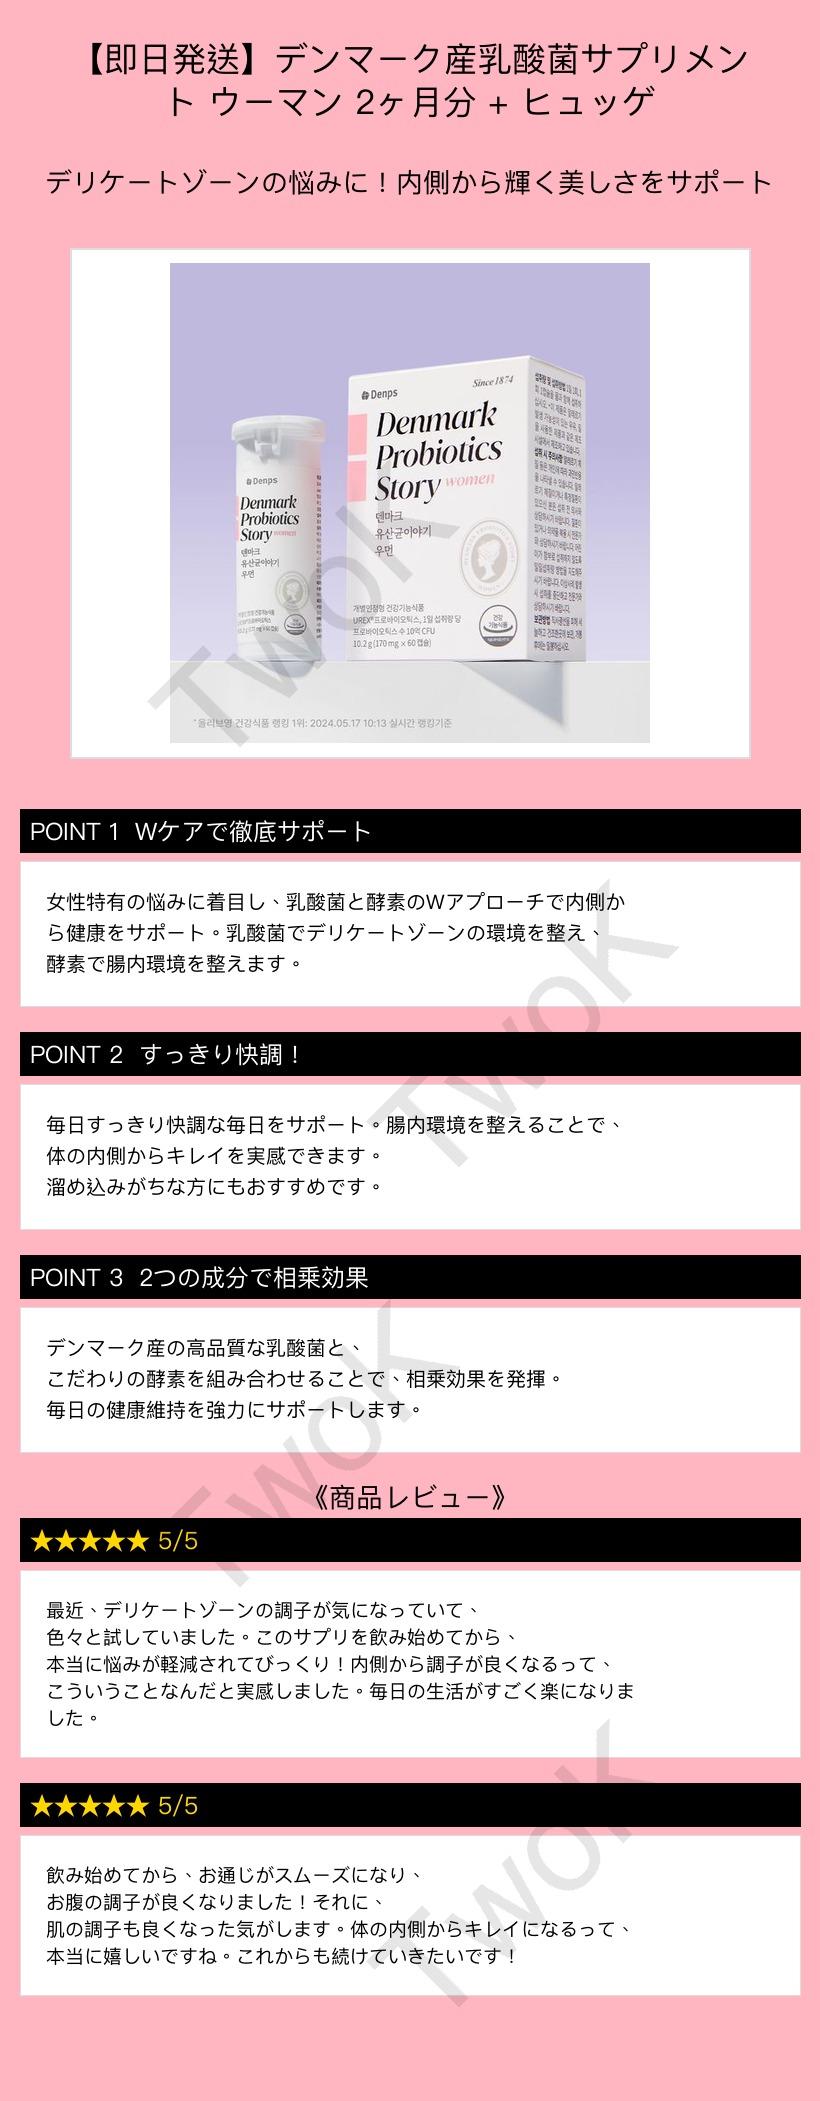 【即日発送】デンマーク産乳酸菌サプリメン
ト ウーマン 2ヶ月分 + ヒュッゲ
デリケートゾーンの悩みに！内側から輝く美しさをサポート
Denps
Since 1874
Denmark
Probiotics
Story women
덴마크
유산균이야기
우먼
개별인정형 건강기능식품
UREX®프로바이오틱스, 1일 섭취량 당
프로바이오틱스 수 10억 CFU
10.2 g (170 mg × 60 캡슐)
건강
기능식품
Denps
Denmark
Probiotics
Story women
덴마크
유산균이야기
우먼
*올리브영 건강식품 랭킹 1위: 2024.05.17 10:13 실시간 랭킹기준
TwoK
POINT 1 Wケアで徹底サポート
女性特有の悩みに着目し、乳酸菌と酵素のWアプローチで内側か
ら健康をサポート。乳酸菌でデリケートゾーンの環境を整え、
酵素で腸内環境を整えます。
TwoK
POINT 2 すっきり快調！
毎日すっきり快調な毎日をサポート。腸内環境を整えることで、
体の内側からキレイを実感できます。
溜め込みがちな方にもおすすめです。
POINT 3 2つの成分で相乗効果
デンマーク産の高品質な乳酸菌と、
こだわりの酵素を組み合わせることで、相乗効果を発揮。
毎日の健康維持を強力にサポートします。
TwoK
《商品レビュー》
★★★★★ 5/5
最近、デリケートゾーンの調子が気になっていて、
色々と試していました。このサプリを飲み始めてから、
本当に悩みが軽減されてびっくり！内側から調子が良くなるって、
こういうことなんだと実感しました。毎日の生活がすごく楽になりま
した。
★★★★★ 5/5
飲み始めてから、お通じがスムーズになり、
お腹の調子が良くなりました！それに、
肌の調子も良くなった気がします。体の内側からキレイになるって、
本当に嬉しいですね。これからも続けていきたいです！
TwoK